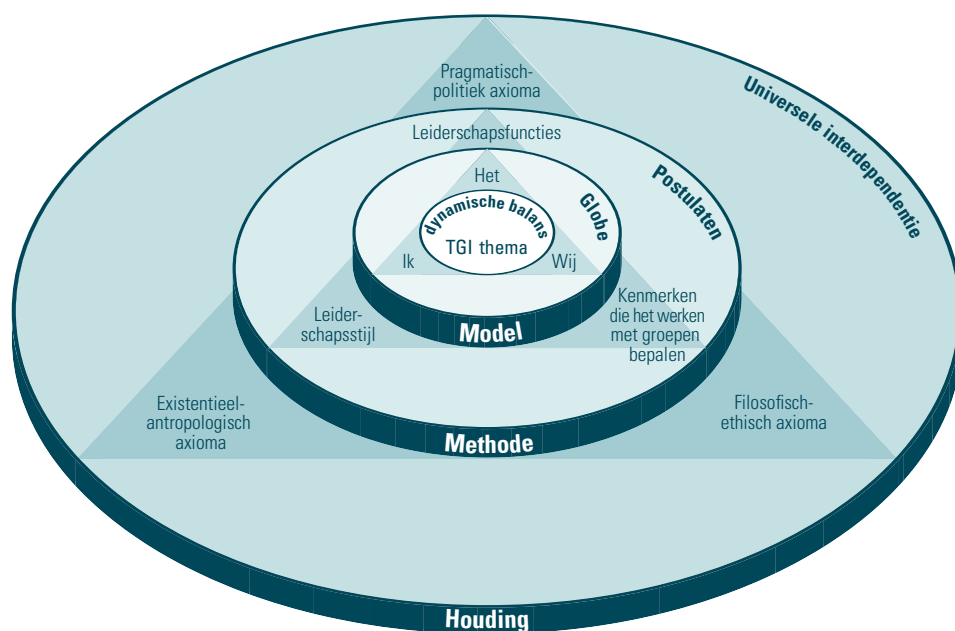 Pragmatisch-
politiek axioma
Universele interdependentie
Leiderschapsfuncties
Postulaten
Het
Globe
dynamische balans
TGI thema
Ik
Wij
Leider-
schapsstijl
Model
Kenmerken
die het werken
met groepen
bepalen
Existentieel-
antropologisch
axioma
Filosofisch-
ethisch axioma
Methode
Houding